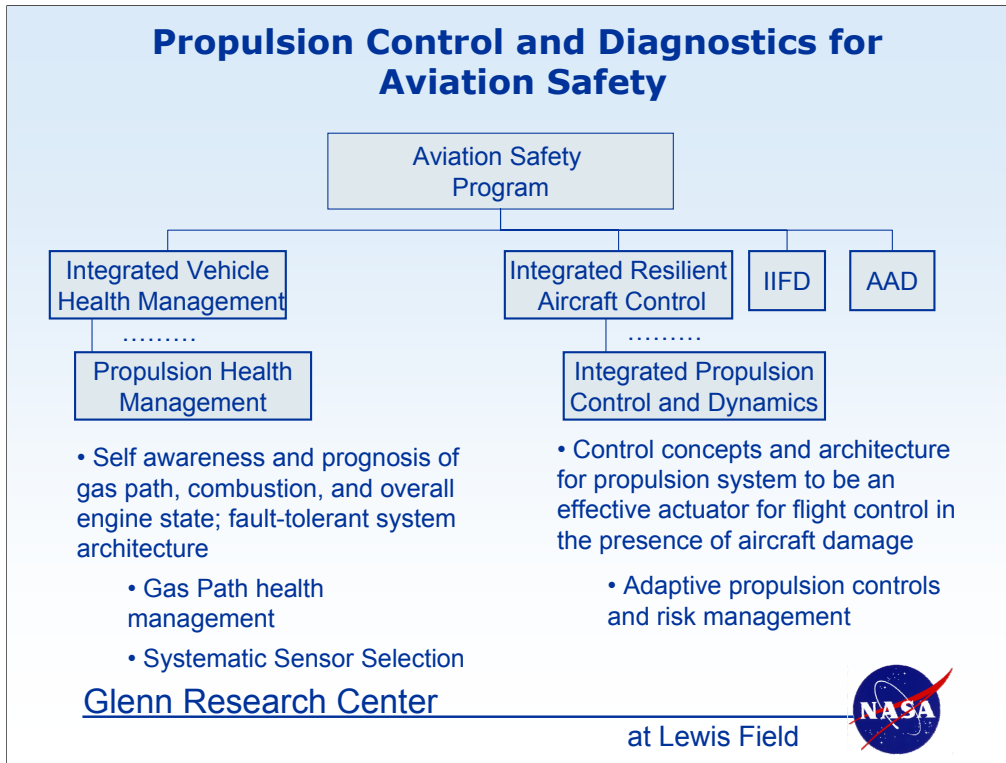 Propulsion Control and Diagnostics for
Aviation Safety
Aviation Safety
Program
Integrated Vehicle
Health Management
Integrated Resilient
Aircraft Control
IIFD
AAD
.........
.........
Propulsion Health
Management
Integrated Propulsion
Control and Dynamics
• Self awareness and prognosis of
gas path, combustion, and overall
engine state; fault-tolerant system
architecture
• Gas Path health
management
• Systematic Sensor Selection
• Control concepts and architecture
for propulsion system to be an
effective actuator for flight control in
the presence of aircraft damage
• Adaptive propulsion controls
and risk management
Glenn Research Center
at Lewis Field
NASA